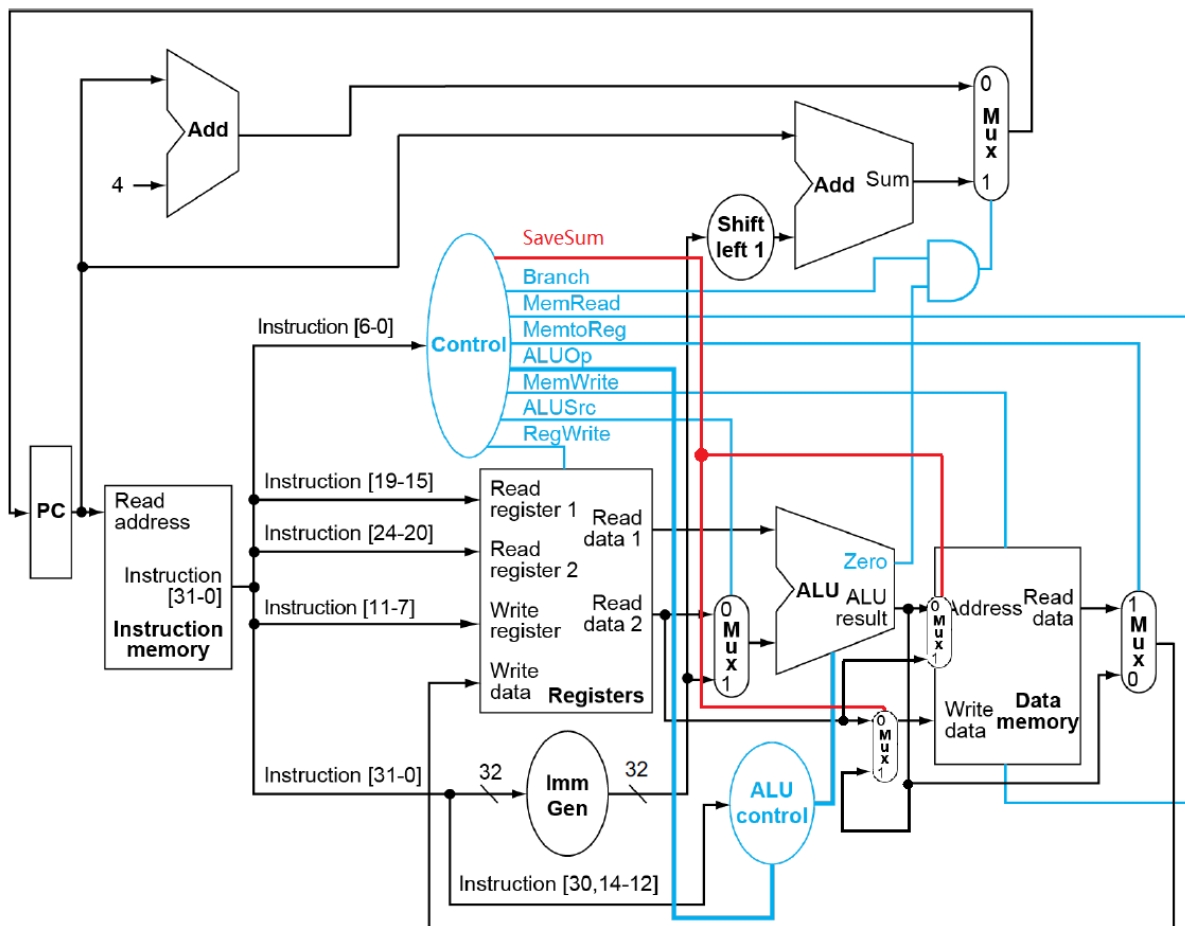 Add
4
0
Mux
1
Add
Sum
Shift
left 1
SaveSum
Branch
MemRead
MemtoReg
ALUOp
MemWrite
ALUSrc
RegWrite
Control
Instruction [6-0]
PC
Read
address
Instruction
[31-0]
Instruction
memory
Instruction [19-15]
Instruction [24-20]
Instruction [11-7]
Read
register 1
Read
register 2
Write
register
Write
data
Read
data 1
Read
data 2
Registers
0
Mux
1
Zero
ALU
ALU
result
0
Mux
1
Address
Read
data
Write
data
Data
memory
1
Mux
0
0
Mux
1
Instruction [31-0]
32
Imm
Gen
32
ALU
control
Instruction [30,14-12]